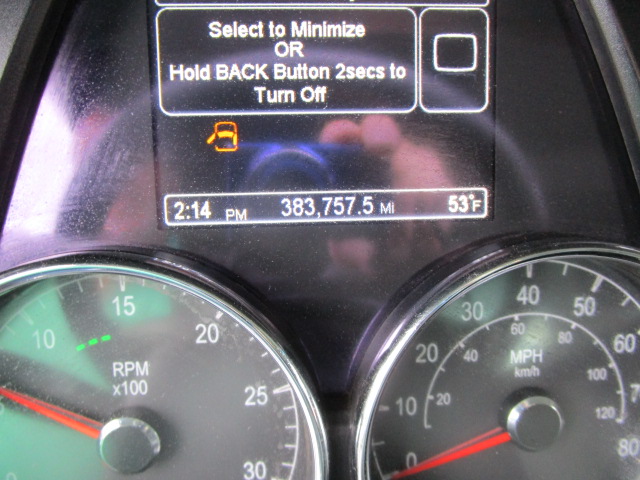 Select to Minimize
OR
Hold BACK Button 2secs to
Turn Off
2:14 PM 383,757.5 Mi 53°F
10 15 20 25 30
RPM
x100
0 10 20 30 40 50 80
20 40 60 100 120
MPH
km/h